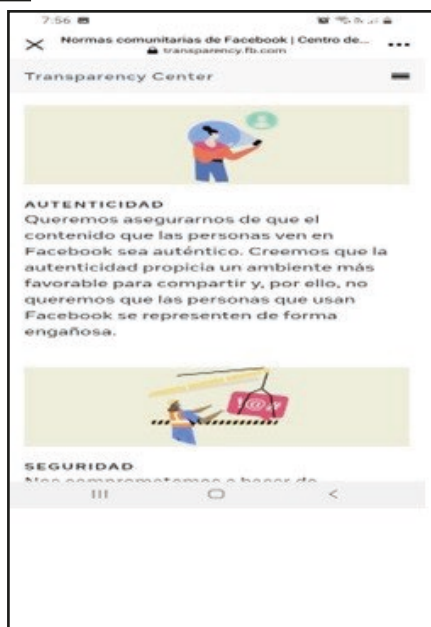 7:56
Normas comunitarias de Facebook | Centro de...
transparency.fb.com
Transparency Center
AUTENTICIDAD
Queremos asegurarnos de que el
contenido que las personas ven en
Facebook sea auténtico. Creemos que la
autenticidad propicia un ambiente más
favorable para compartir y, por ello, no
queremos que las personas que usan
Facebook se representen de forma
engañosa.
SEGURIDAD